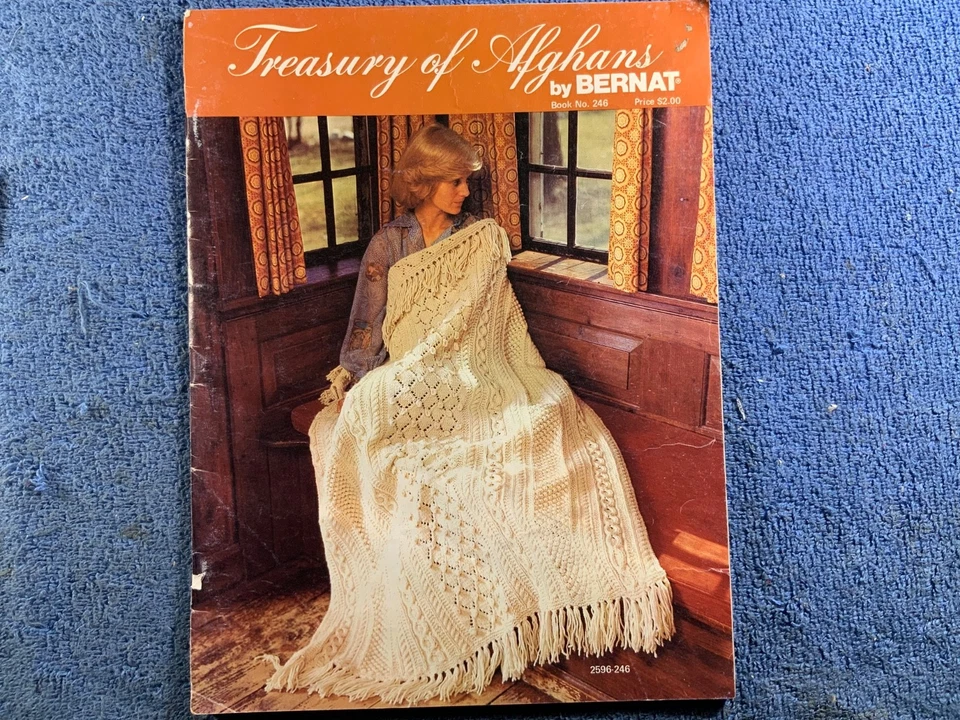 Treasury of Afghans
by BERNAT®
Book No. 246 Price $2.00
2596-246